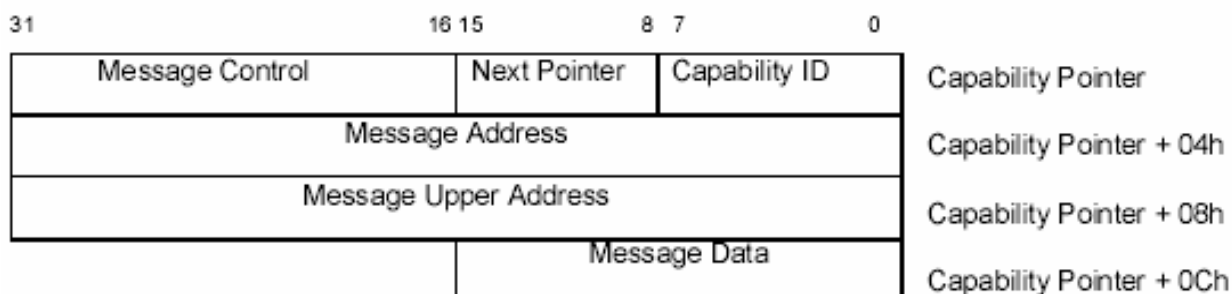 31 16 15 8 7 0
Message Control Next Pointer Capability ID Capability Pointer
Message Address Capability Pointer + 04h
Message Upper Address Capability Pointer + 08h
Message Data Capability Pointer + 0Ch